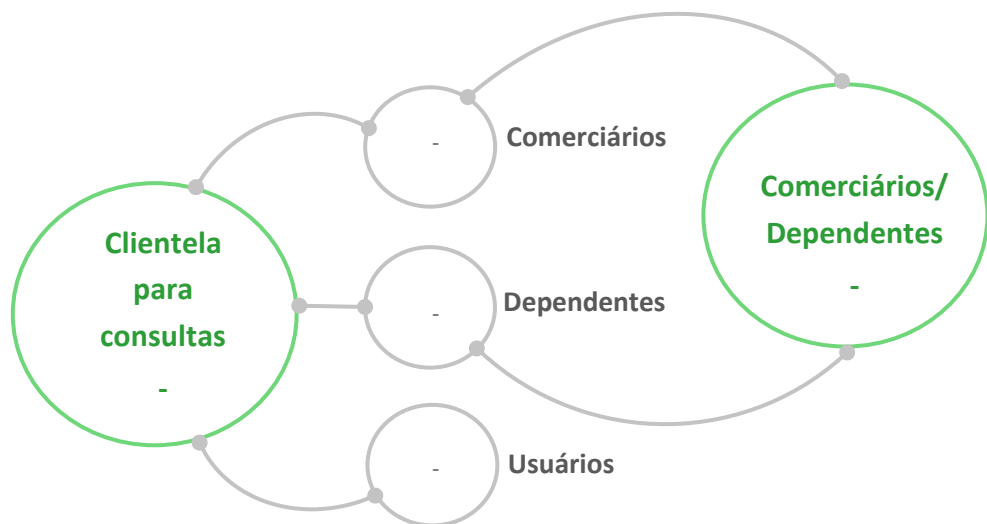 Clientela
para
consultas
-
-
Comerciários
-
Dependentes
-
Usuários
Comerciários/
Dependentes
-